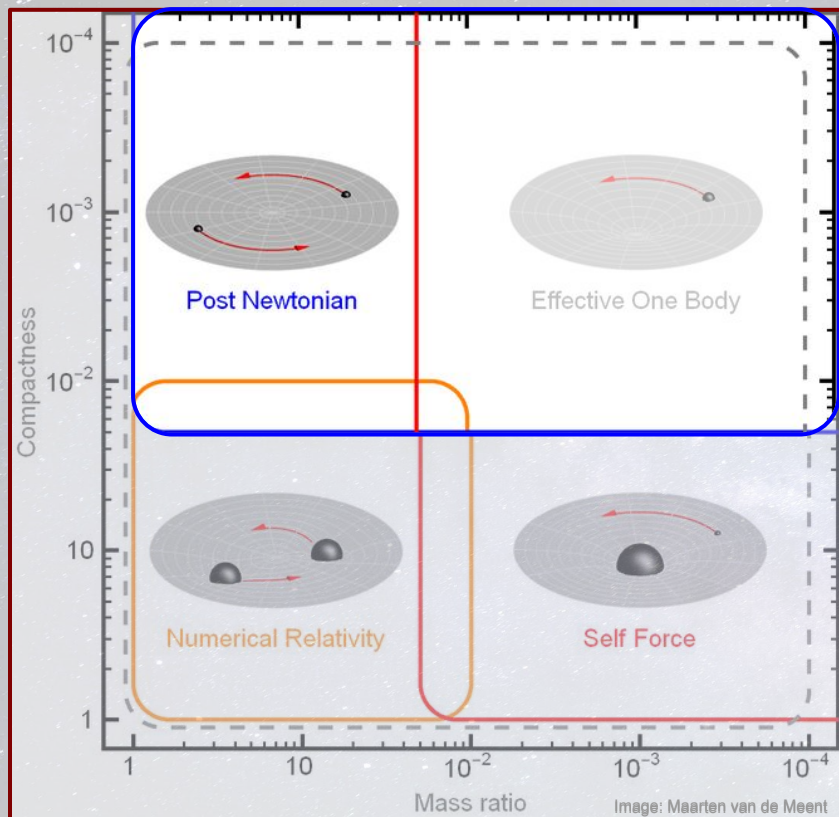 10⁻⁴
10⁻³
Post Newtonian
Effective One Body
10⁻²
Compactness
10
Numerical Relativity
Self Force
1
1
10
10⁻²
10⁻³
10⁻⁴
Mass ratio
Image: Maarten van de Meent